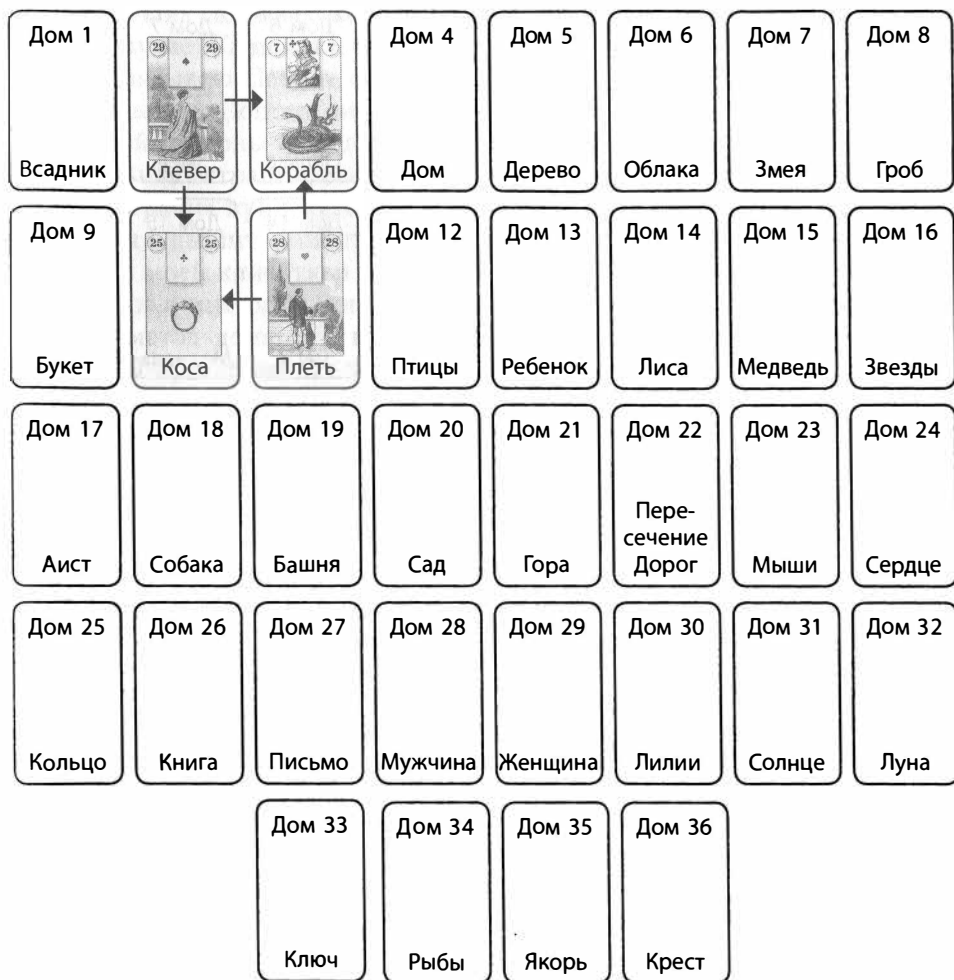 Дом 1
29 29
7 7
Дом 4
Дом 5
Дом 6
Дом 7
Дом 8
Всадник
Клевер
Корабль
Дом
Дерево
Облака
Змея
Гроб
Дом 9
25 25
28 28
Дом 12
Дом 13
Дом 14
Дом 15
Дом 16
Букет
Коса
Плеть
Птицы
Ребенок
Лиса
Медведь
Звезды
Дом 17
Дом 18
Дом 19
Дом 20
Дом 21
Дом 22
Дом 23
Дом 24
Аист
Собака
Башня
Сад
Гора
Пере-
сечение
Дорог
Мыши
Сердце
Дом 25
Дом 26
Дом 27
Дом 28
Дом 29
Дом 30
Дом 31
Дом 32
Кольцо
Книга
Письмо
Мужчина
Женщина
Лилии
Солнце
Луна
Дом 33
Дом 34
Дом 35
Дом 36
Ключ
Рыбы
Якорь
Крест